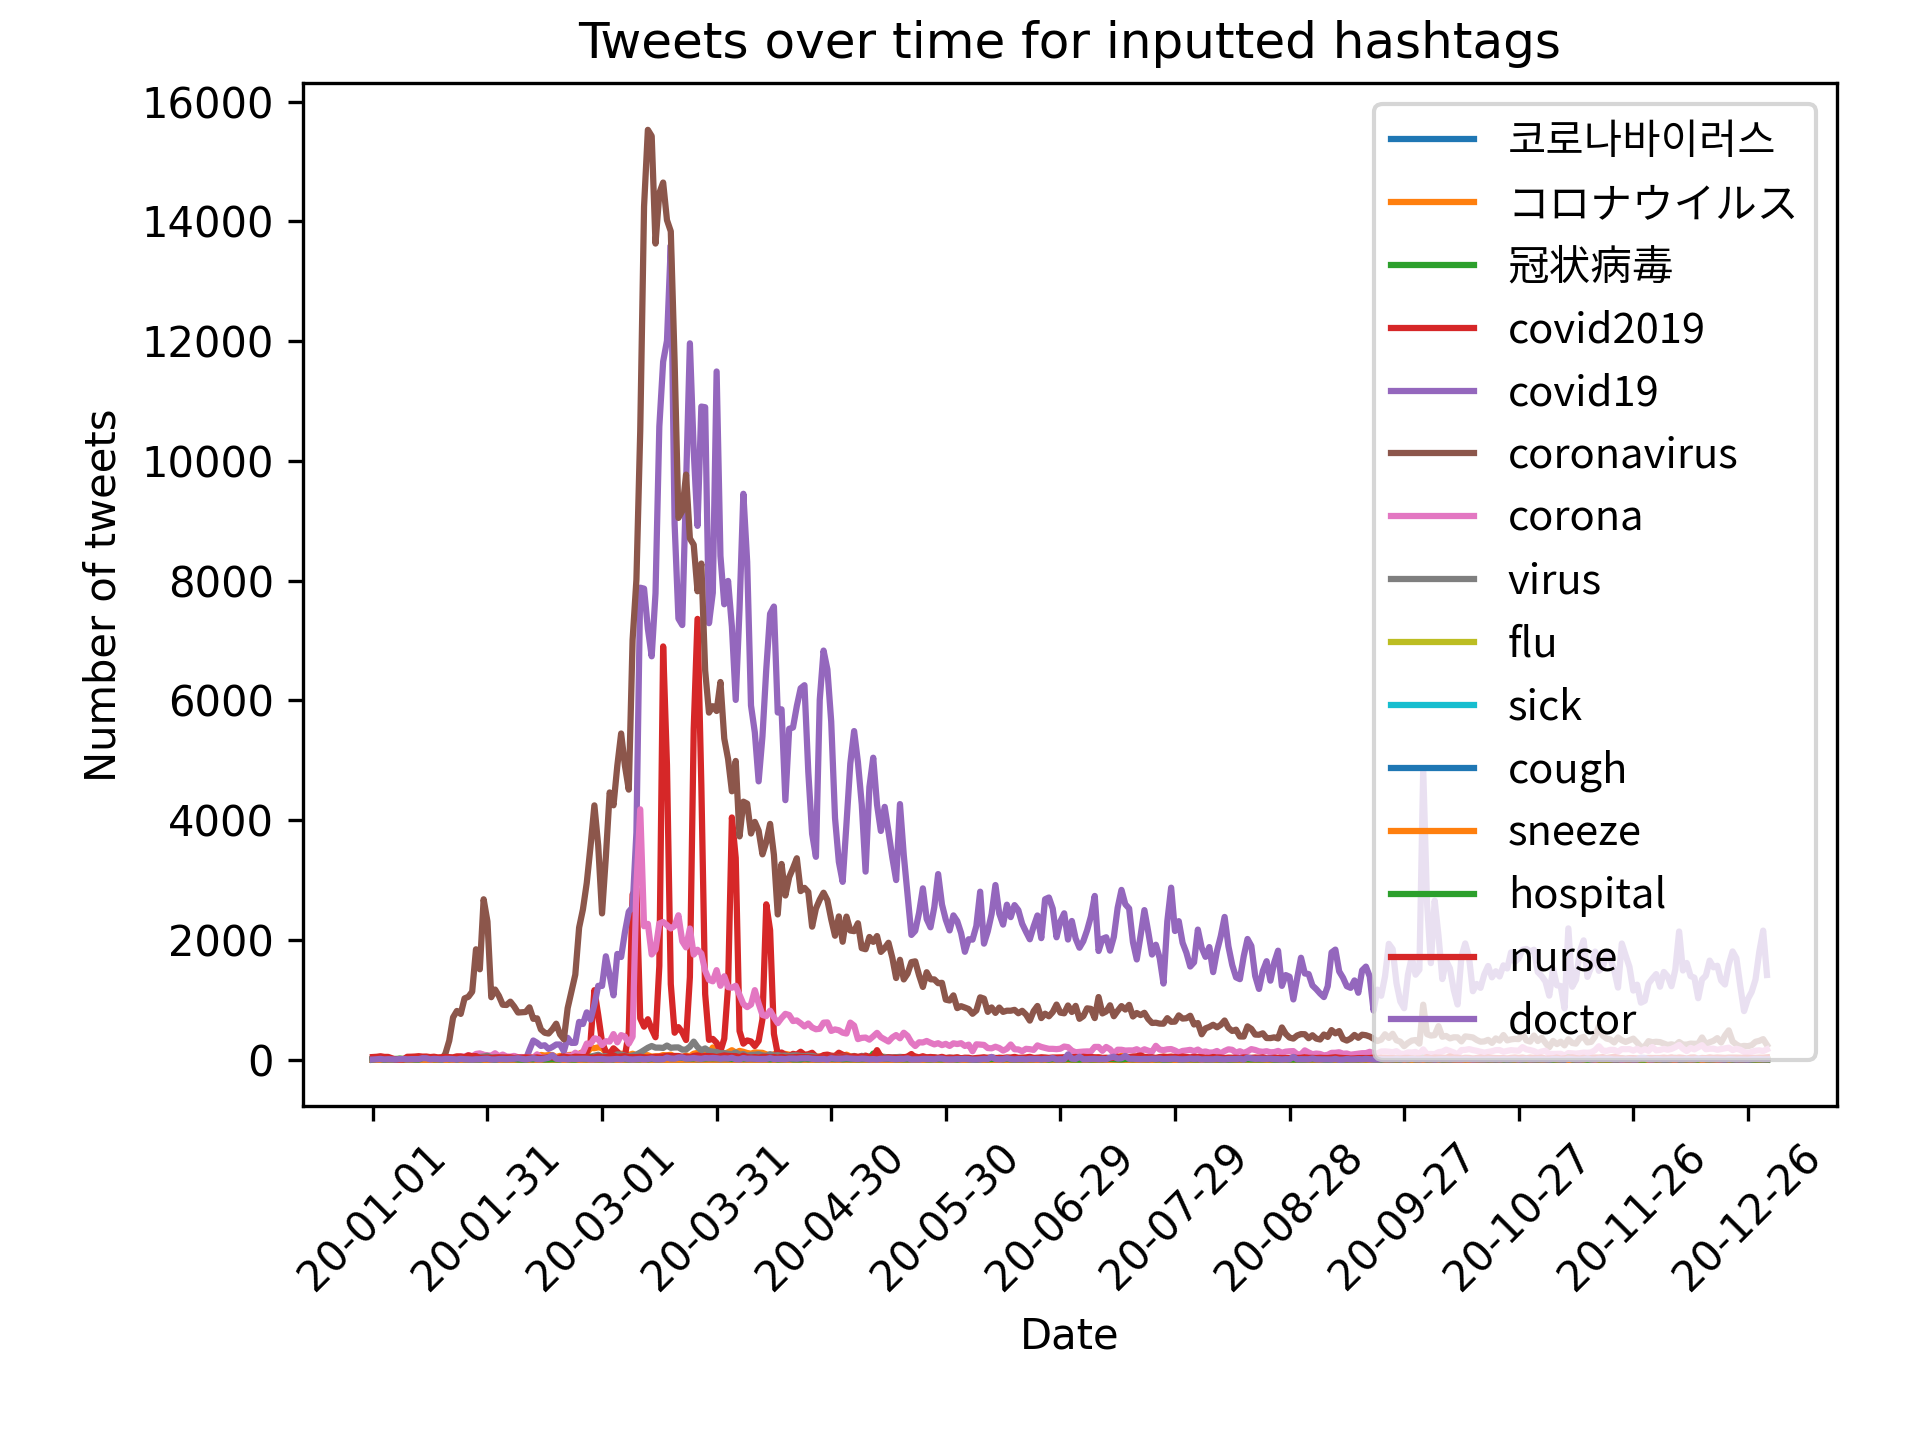 Tweets over time for inputted hashtags
16000
14000
12000
10000
8000
6000
4000
2000
0
Number of tweets
코로나바이러스
コロナウイルス
冠状病毒
covid2019
covid19
coronavirus
corona
virus
flu
sick
cough
sneeze
hospital
nurse
doctor
20-01-01
20-01-31
20-03-01
20-03-31
20-04-30
20-05-30
20-06-29
20-07-29
20-08-28
20-09-27
20-10-27
20-11-26
20-12-26
Date